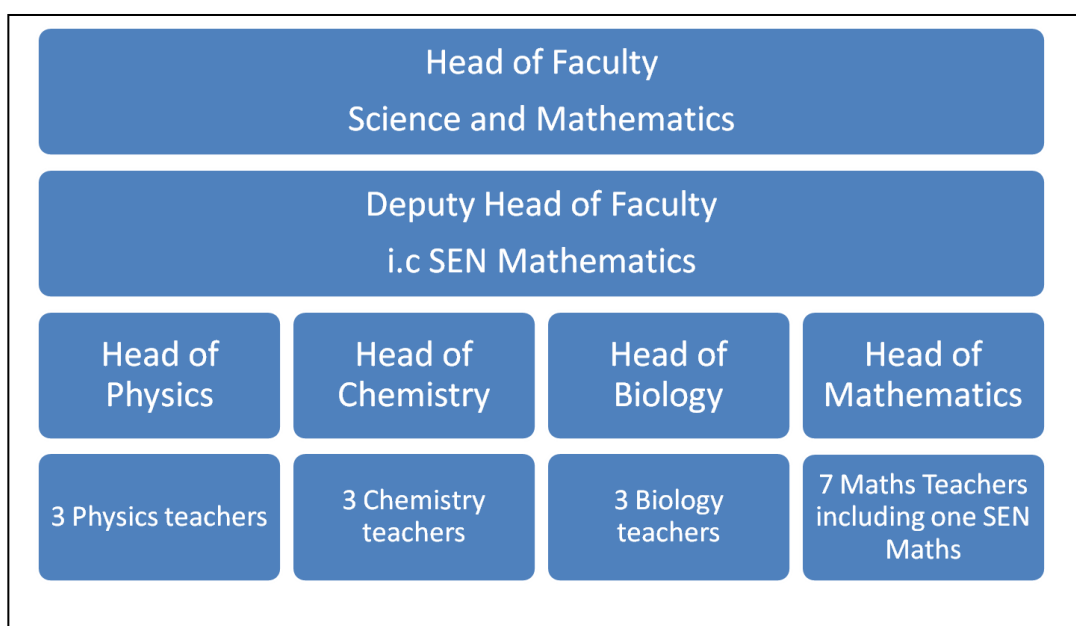 Head of Faculty
Science and Mathematics
Deputy Head of Faculty
i.c SEN Mathematics
Head of
Physics
Head of
Chemistry
Head of
Biology
Head of
Mathematics
3 Physics teachers
3 Chemistry
teachers
3 Biology
teachers
7 Maths Teachers
including one SEN
Maths